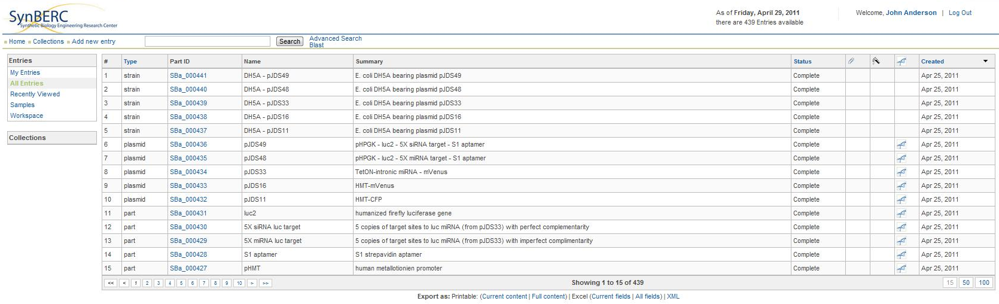 SynBERC
Synthetic Biology Engineering Research Center
As of Friday, April 29, 2011
there are 439 Entries available
Welcome, John Anderson | Log Out
Home Collections Add new entry Search Advanced Search
Blast
Entries
My Entries
All Entries
Recently Viewed
Samples
Workspace
Collections
# Type Part ID Name Summary Status Created
1 strain SBa_000441 DH5A - pJDS49 E. coli DH5A bearing plasmid pJDS49 Complete Apr 25, 2011
2 strain SBa_000440 DH5A - pJDS48 E. coli DH5A bearing plasmid pJDS48 Complete Apr 25, 2011
3 strain SBa_000439 DH5A - pJDS33 E. coli DH5A bearing plasmid pJDS33 Complete Apr 25, 2011
4 strain SBa_000438 DH5A - pJDS16 E. coli DH5A bearing plasmid pJDS16 Complete Apr 25, 2011
5 strain SBa_000437 DH5A - pJDS11 E. coli DH5A bearing plasmid pJDS11 Complete Apr 25, 2011
6 plasmid SBa_000436 pJDS49 pHPGK - luc2 - 5X siRNA target - S1 aptamer Complete Apr 25, 2011
7 plasmid SBa_000435 pJDS48 pHPGK - luc2 - 5X miRNA target - S1 aptamer Complete Apr 25, 2011
8 plasmid SBa_000434 pJDS33 TetON-intronic miRNA - mVenus Complete Apr 25, 2011
9 plasmid SBa_000433 pJDS16 HMT-mVenus Complete Apr 25, 2011
10 plasmid SBa_000432 pJDS11 HMT-CFP Complete Apr 25, 2011
11 part SBa_000431 luc2 humanized firefly luciferase gene Complete Apr 25, 2011
12 part SBa_000430 5X siRNA luc target 5 copies of target sites to luc miRNA (from pJDS33) with perfect complementarity Complete Apr 25, 2011
13 part SBa_000429 5X miRNA luc target 5 copies of target sites to luc miRNA (from pJDS33) with imperfect complimentarity Complete Apr 25, 2011
14 part SBa_000428 S1 aptamer S1 strepavidin aptamer Complete Apr 25, 2011
15 part SBa_000427 pHMT human metallotionien promoter Complete Apr 25, 2011
<< < 1 2 3 4 5 6 7 8 9 10 > >> Showing 1 to 15 of 439 15 50 100
Export as: Printable: (Current content | Full content) | Excel (Current fields | All fields) | XML